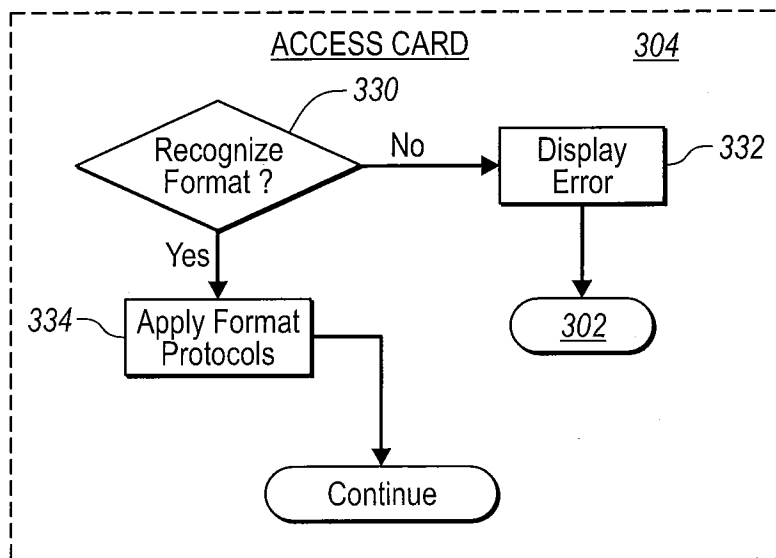 ACCESS CARD
304
330
Recognize
Format ?
No
Display
Error
332
Yes
334
Apply Format
Protocols
302
Continue